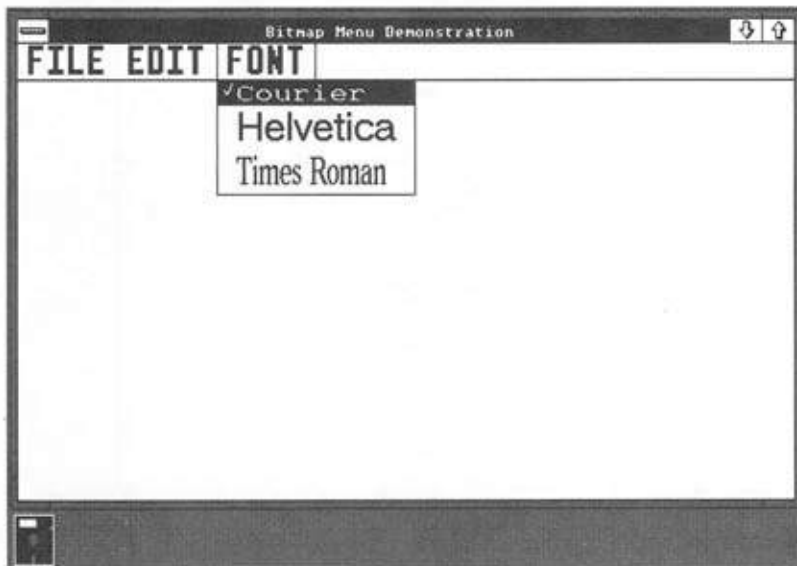 Bitmap Menu Demonstration
FILE EDIT FONT
√Courier
Helvetica
Times Roman